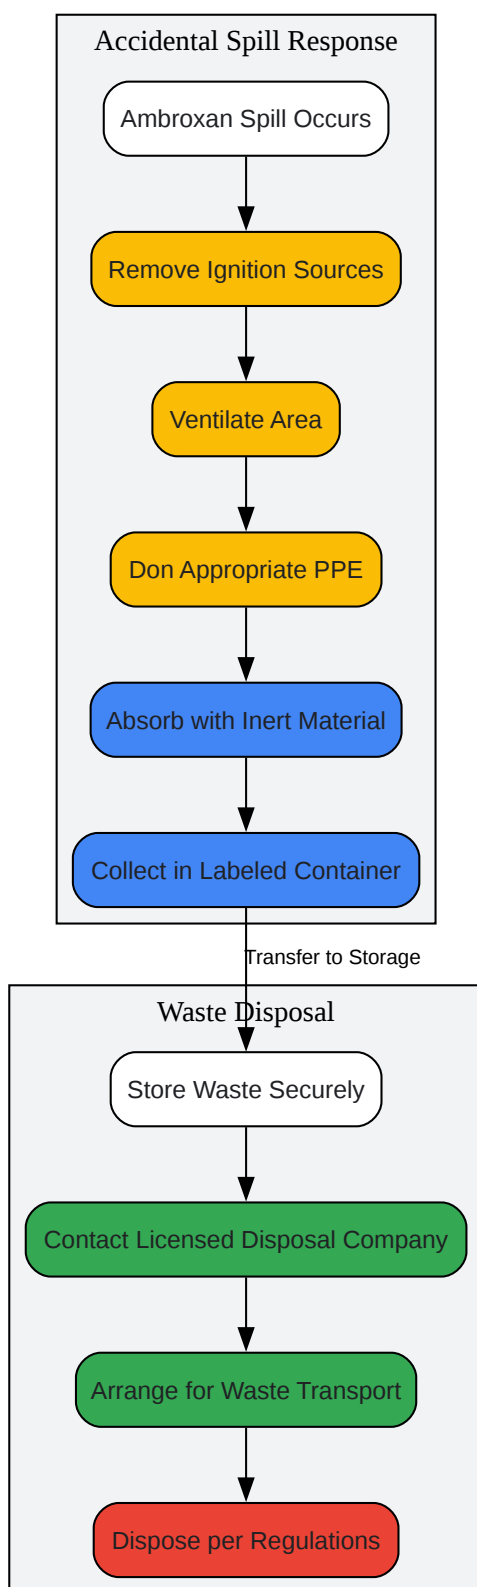 Accidental Spill Response
Ambroxan Spill Occurs
Remove Ignition Sources
Ventilate Area
Don Appropriate PPE
Absorb with Inert Material
Collect in Labeled Container
Transfer to Storage
Waste Disposal
Store Waste Securely
Contact Licensed Disposal Company
Arrange for Waste Transport
Dispose per Regulations